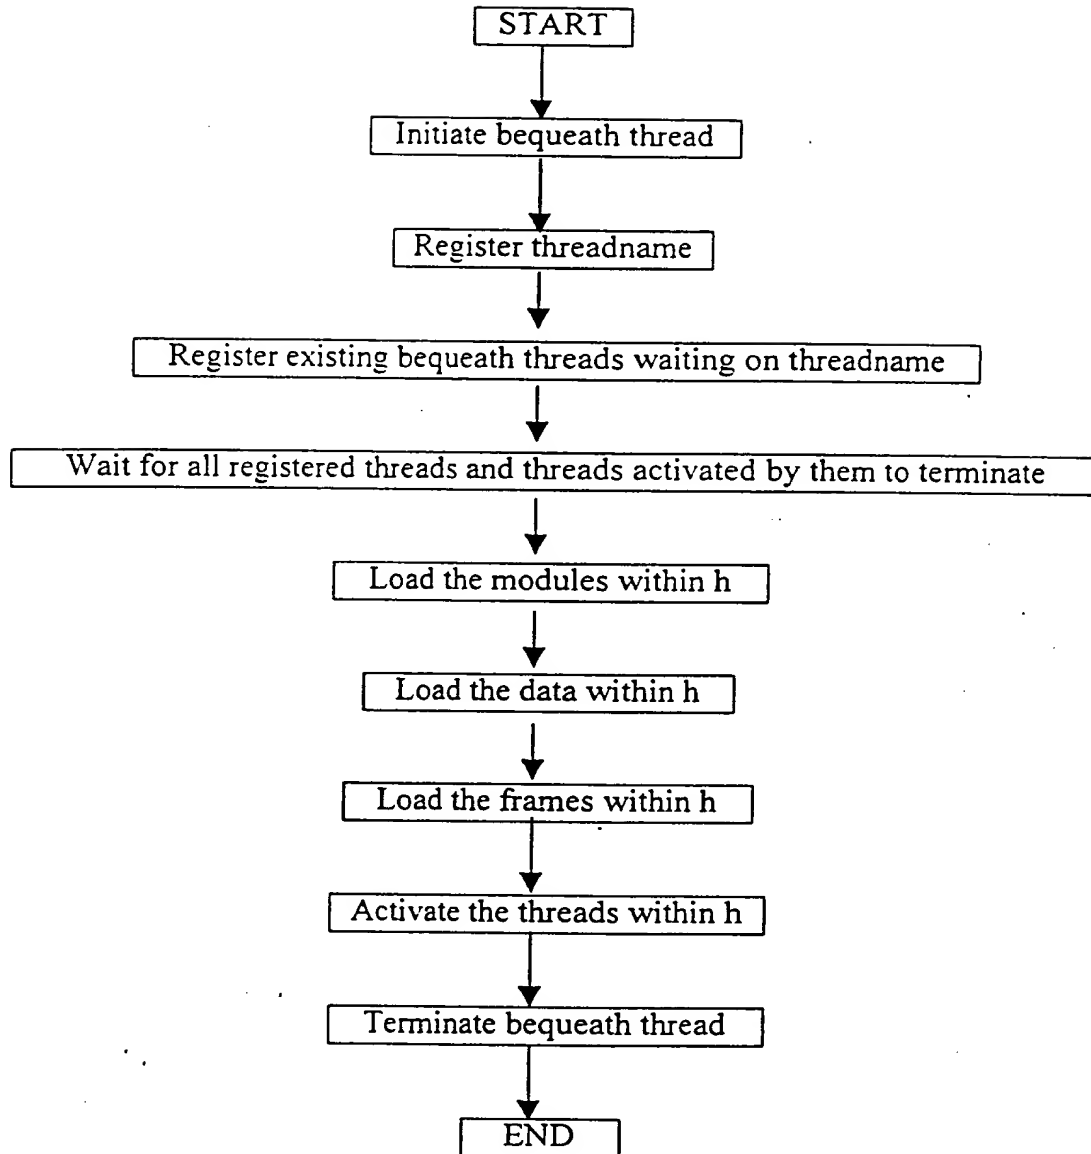 START
Initiate bequeath thread
Register threadname
Register existing bequeath threads waiting on threadname
Wait for all registered threads and threads activated by them to terminate
Load the modules within h
Load the data within h
Load the frames within h
Activate the threads within h
Terminate bequeath thread
END